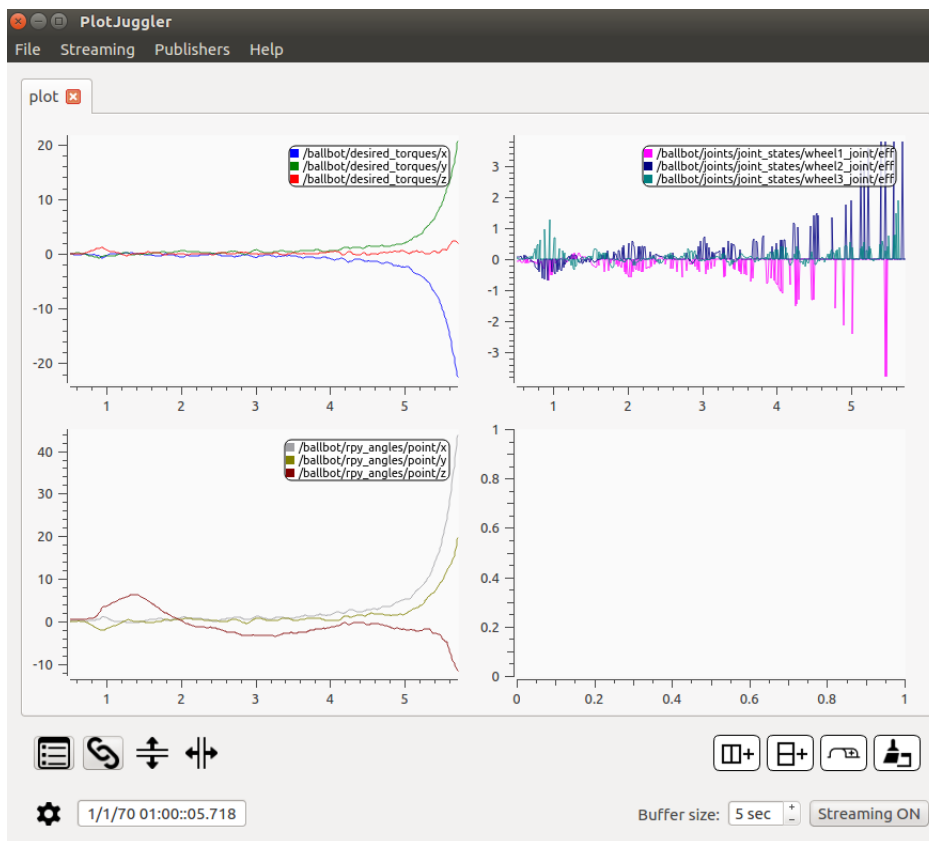 PlotJuggler
File Streaming Publishers Help
plot
20
10
0
-10
-20
/ballbot/desired_torques/x
/ballbot/desired_torques/y
/ballbot/desired_torques/z
1 2 3 4 5
3
2
1
0
-1
-2
-3
/ballbot/joints/joint_states/wheel1_joint/eff
/ballbot/joints/joint_states/wheel2_joint/eff
/ballbot/joints/joint_states/wheel3_joint/eff
1 2 3 4 5
40
30
20
10
0
-10
/ballbot/rpy_angles/point/x
/ballbot/rpy_angles/point/y
/ballbot/rpy_angles/point/z
1 2 3 4 5
1
0.8
0.6
0.4
0.2
0
0 0.2 0.4 0.6 0.8 1
1/1/70 01:00::05.718
Buffer size: 5 sec Streaming ON